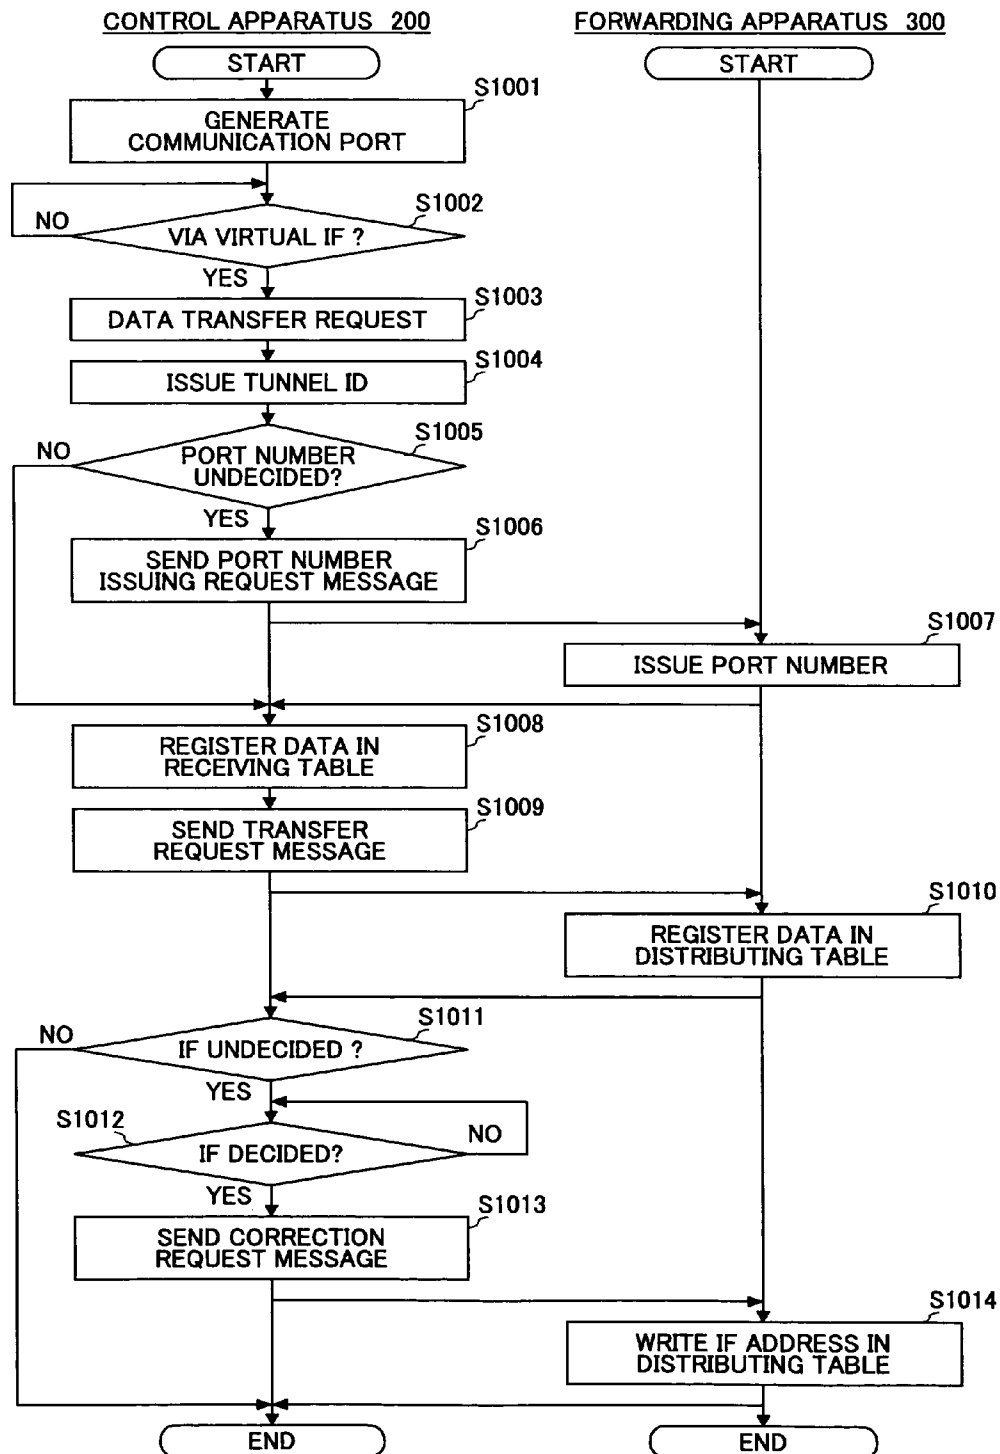 CONTROL APPARATUS 200
FORWARDING APPARATUS 300
START
START
S1001
GENERATE
COMMUNICATION PORT
S1002
NO
VIA VIRTUAL IF ?
YES
S1003
DATA TRANSFER REQUEST
S1004
ISSUE TUNNEL ID
S1005
NO
PORT NUMBER
UNDECIDED?
YES
S1006
SEND PORT NUMBER
ISSUING REQUEST MESSAGE
S1007
ISSUE PORT NUMBER
S1008
REGISTER DATA IN
RECEIVING TABLE
S1009
SEND TRANSFER
REQUEST MESSAGE
S1010
REGISTER DATA IN
DISTRIBUTING TABLE
S1011
NO
IF UNDECIDED ?
YES
S1012
IF DECIDED?
NO
YES
S1013
SEND CORRECTION
REQUEST MESSAGE
S1014
WRITE IF ADDRESS IN
DISTRIBUTING TABLE
END
END